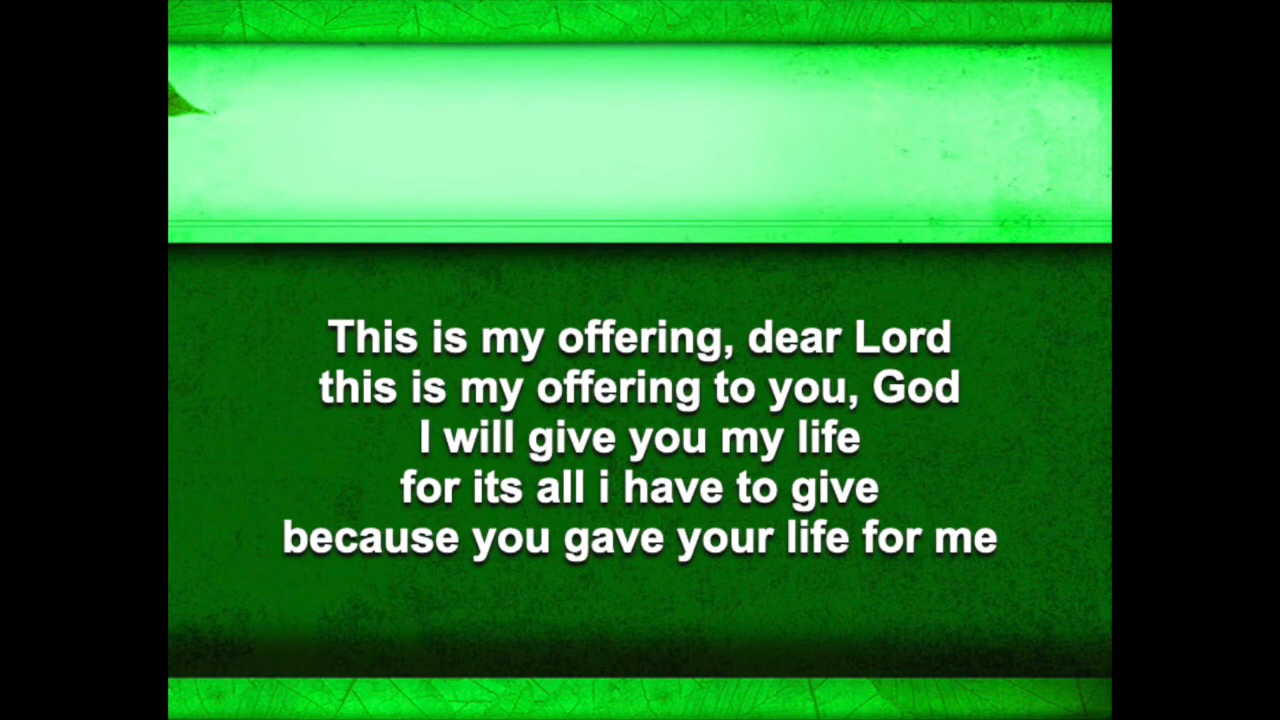 This is my offering, dear Lord
this is my offering to you, God
I will give you my life
for its all i have to give
because you gave your life for me